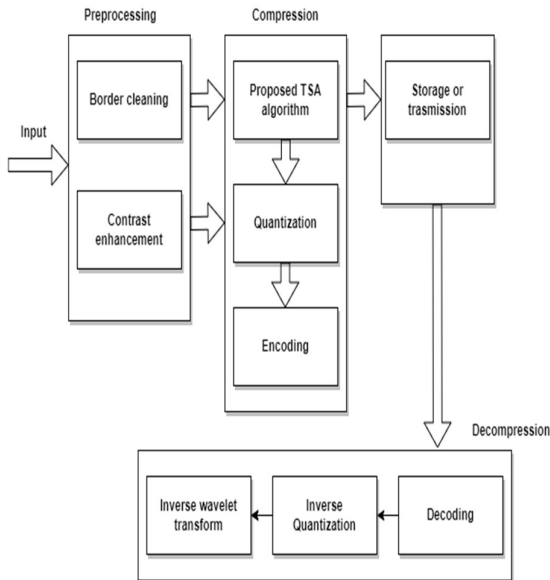 Preprocessing
Compression
Border cleaning
Proposed TSA
algorithm
Storage or
trasmission
Input
Contrast
enhancement
Quantization
Encoding
Decompression
Inverse wavelet
transform
Inverse
Quantization
Decoding